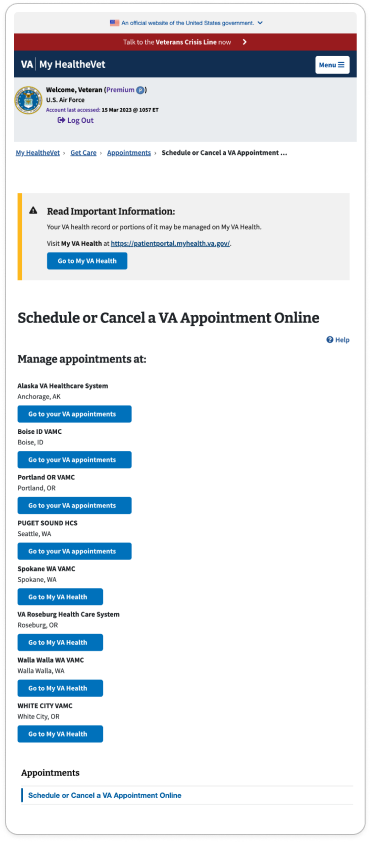 An official website of the United States government.
Talk to the Veterans Crisis Line now
VA | My HealtheVet
Menu
Welcome, Veteran (Premium P)
U.S. Air Force
Account last accessed: 15 Mar 2023 @ 1057 ET
Log Out
My HealtheVet › Get Care › Appointments › Schedule or Cancel a VA Appointment ...
Read Important Information:
Your VA health record or portions of it may be managed on My VA Health.
Visit My VA Health at https://patientportal.myhealth.va.gov/.
Go to My VA Health
Schedule or Cancel a VA Appointment Online
Help
Manage appointments at:
Alaska VA Healthcare System
Anchorage, AK
Go to your VA appointments
Boise ID VAMC
Boise, ID
Go to your VA appointments
Portland OR VAMC
Portland, OR
Go to your VA appointments
PUGET SOUND HCS
Seattle, WA
Go to your VA appointments
Spokane WA VAMC
Spokane, WA
Go to My VA Health
VA Roseburg Health Care System
Roseburg, OR
Go to My VA Health
Walla Walla WA VAMC
Walla Walla, WA
Go to My VA Health
WHITE CITY VAMC
White City, OR
Go to My VA Health
Appointments
Schedule or Cancel a VA Appointment Online